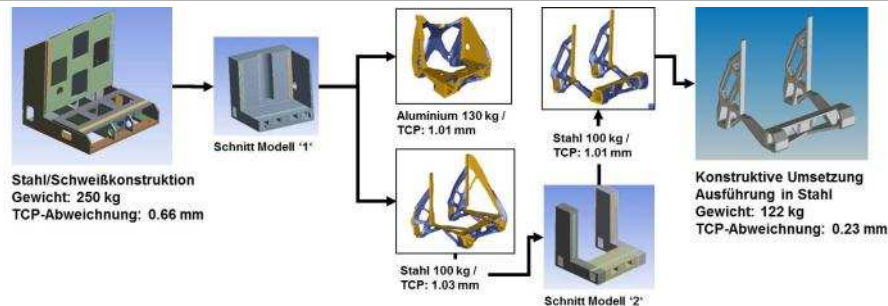 Stahl/Schweißkonstruktion
Gewicht: 250 kg
TCP-Abweichnung: 0.66 mm
Schnitt Modell '1'
Aluminium 130 kg /
TCP: 1.01 mm
Stahl 100 kg /
TCP: 1.03 mm
Schnitt Modell '2'
Stahl 100 kg /
TCP: 1.01 mm
Konstruktive Umsetzung
Ausführung in Stahl
Gewicht: 122 kg
TCP-Abweichnung: 0.23 mm